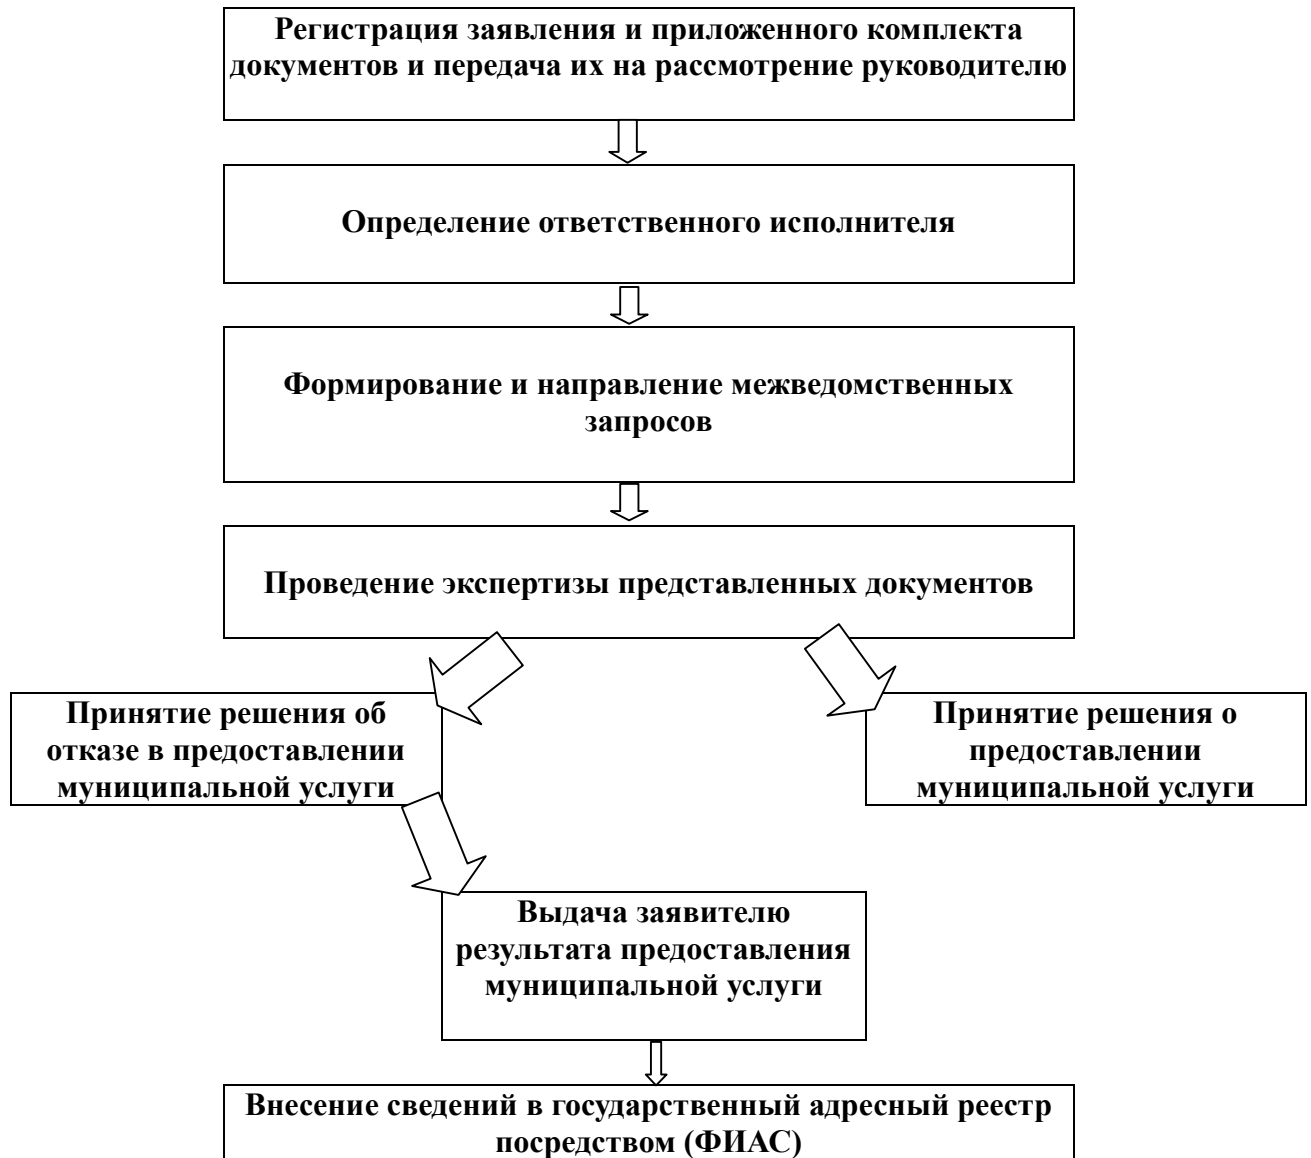 Регистрация заявления и приложенного комплекта
документов и передача их на рассмотрение руководителю
Определение ответственного исполнителя
Формирование и направление межведомственных
запросов
Проведение экспертизы представленных документов
Принятие решения об
отказе в предоставлении
муниципальной услуги
Принятие решения о
предоставлении
муниципальной услуги
Выдача заявителю
результата предоставления
муниципальной услуги
Внесение сведений в государственный адресный реестр
посредством (ФИАС)